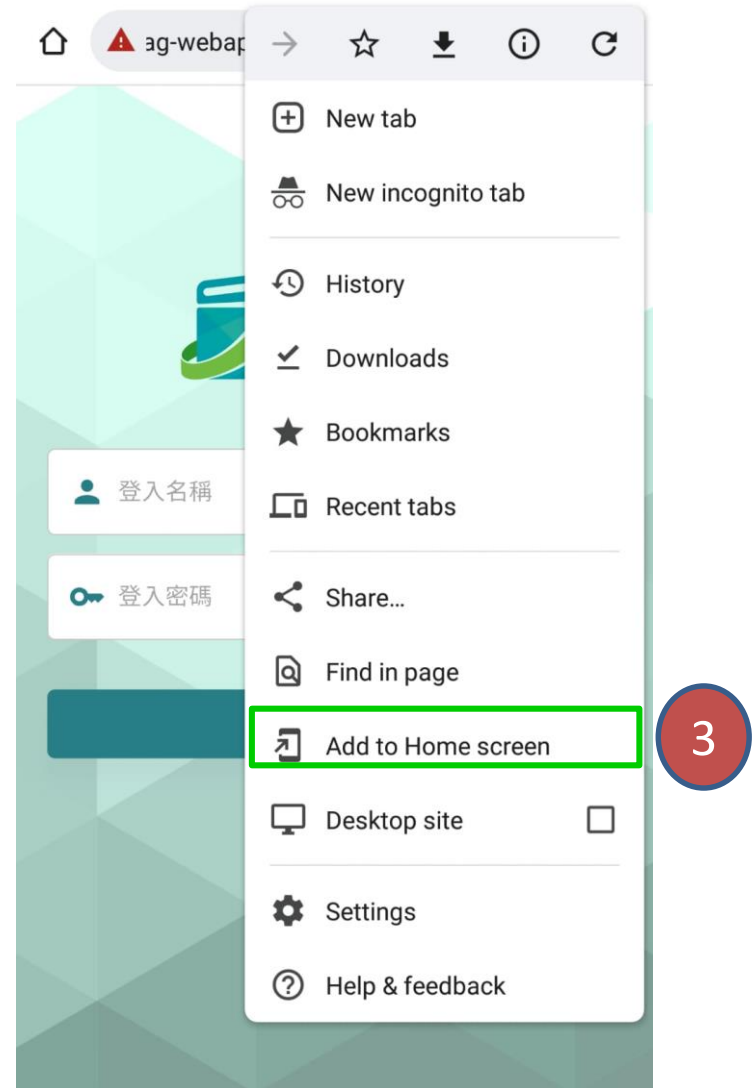 ag-webap
New tab
New incognito tab
History
Downloads
Bookmarks
登入名稱
Recent tabs
登入密碼
Share…
Find in page
Add to Home screen
3
Desktop site
Settings
Help & feedback